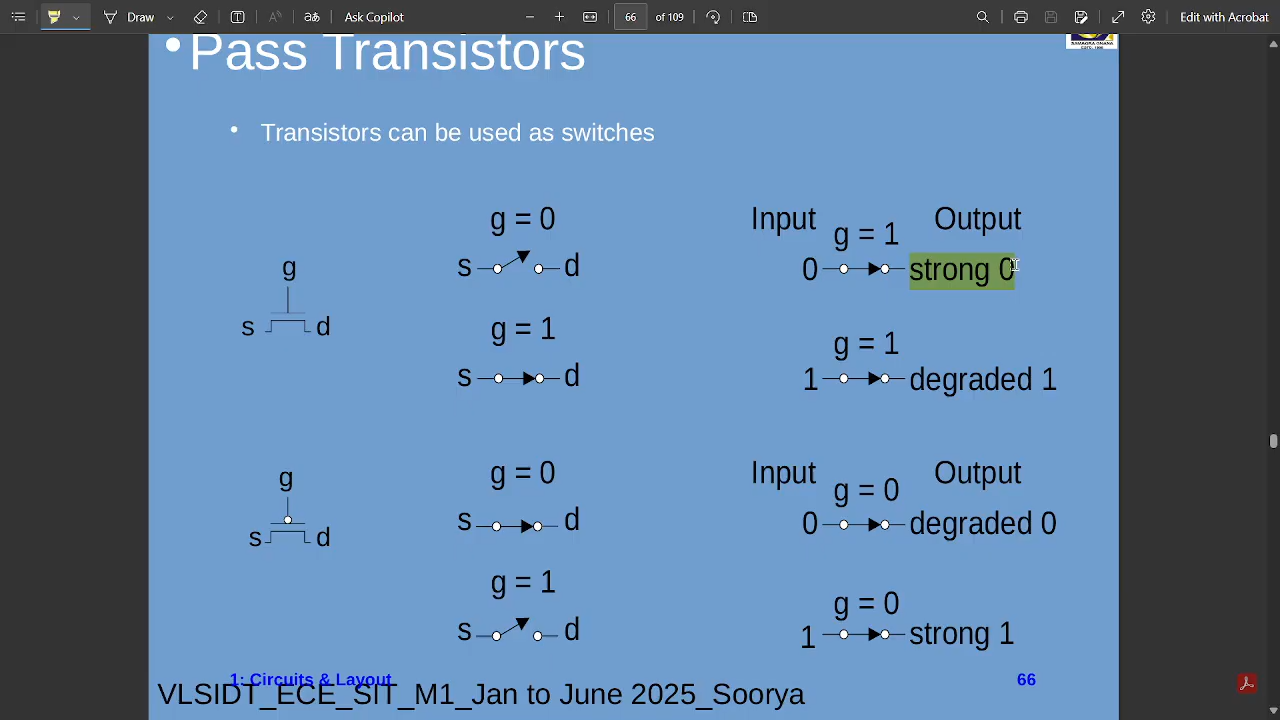 Draw
Ask Copilot
66 of 109
Edit with Acrobat
• Pass Transistors
• Transistors can be used as switches
g
s d
g = 0
s d
g = 1
s d
Input g = 1 Output
0 strong 0
g = 1
1 degraded 1
g
s d
g = 0
s d
g = 1
s d
Input g = 0 Output
0 degraded 0
g = 0
1 strong 1
1: Circuits & Layout 66
VLSIDT_ECE_SIT_M1_Jan to June 2025_Soorya